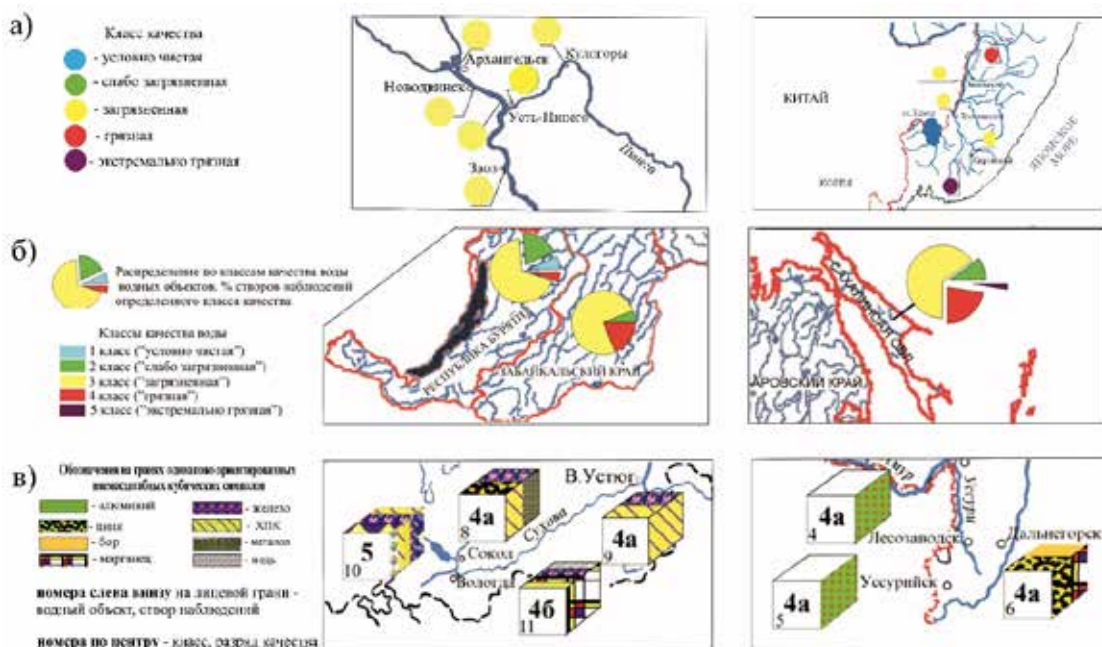 а)
Класс качества
- условно чистая
- слабо загрязненная
- загрязненная
- грязная
- экстремально грязная
Архангельск
Кулогоры
Новодвинск
Усть-Пинега
Пинега
КИТАЙ
ЯПОНСКОЕ
МОРЕ
б)
Распределение по классам качества воды
водных объектов. % створов наблюдений
определенного класса качества
Классы качества воды
1 класс ("условно чистая")
2 класс ("слабо загрязненная")
3 класс ("загрязненная")
4 класс ("грязная")
5 класс ("экстремально грязная")
РЕСПУБЛИКА БУРЯТИ
ЗАБАЙКАЛЬСКИЙ КРАЙ
АРОВСКИЙ КРАЙ
в)
Обозначения на гранях одинаково ориентированных
кубических символов
- алюминий
- железо
- ХПК
- бор
- марганец
- медь
номера слева внизу на лицевой грани -
водный объект, створ наблюдений
номера по центру - класс, разряд качества
В.Устюг
4а
8
5
10
Сухона
4а
9
Сокол
Вологда
4б
11
мур
Уссури
4а
4
Лесозаводск
Дальнегорск
Уссурийск
4а
5
4а
6